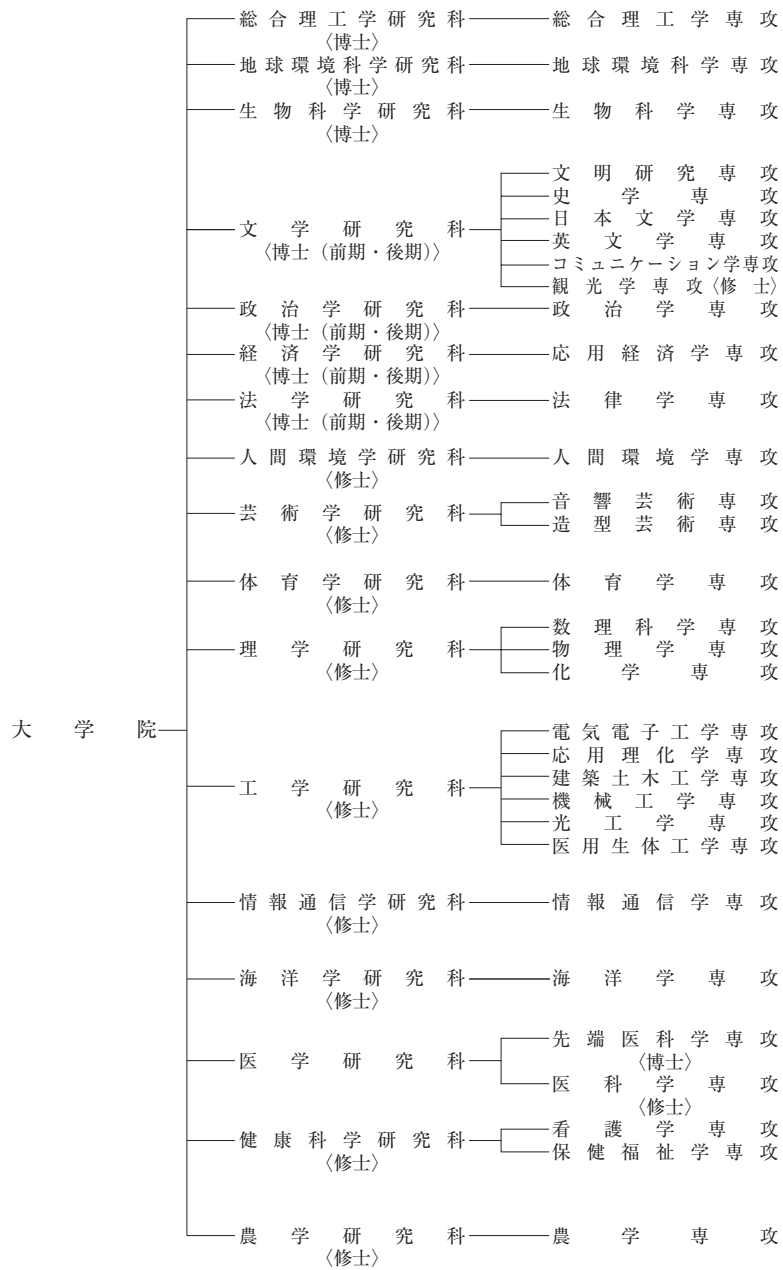 総合理工学研究科 総合理工学専攻
〈博士〉
地球環境科学研究科 地球環境科学専攻
〈博士〉
生物科学研究科 生物科学専攻
〈博士〉
文明研究専攻
史学専攻
日本文学専攻
文学研究科
英文学専攻
〈博士（前期・後期）〉
コミュニケーション学専攻
観光学専攻〈修士〉
政治学研究科 政治学専攻
〈博士（前期・後期）〉
経済学研究科 応用経済学専攻
〈博士（前期・後期）〉
法学研究科 法律学専攻
〈博士（前期・後期）〉
人間環境学研究科 人間環境学専攻
〈修士〉
音響芸術専攻
芸術学研究科
造型芸術専攻
〈修士〉
体育学研究科 体育学専攻
〈修士〉
数理科学専攻
理学研究科 物理学専攻
〈修士〉
化学専攻
大学院
電気電子工学専攻
応用理化学専攻
建築土木工学専攻
工学研究科
機械工学専攻
〈修士〉
光工学専攻
医用生体工学専攻
情報通信学研究科 情報通信学専攻
〈修士〉
海洋学研究科 海洋学専攻
〈修士〉
先端医科学専攻
〈博士〉
医学研究科
医科学専攻
〈修士〉
看護学専攻
健康科学研究科
保健福祉学専攻
〈修士〉
農学研究科 農学専攻
〈修士〉